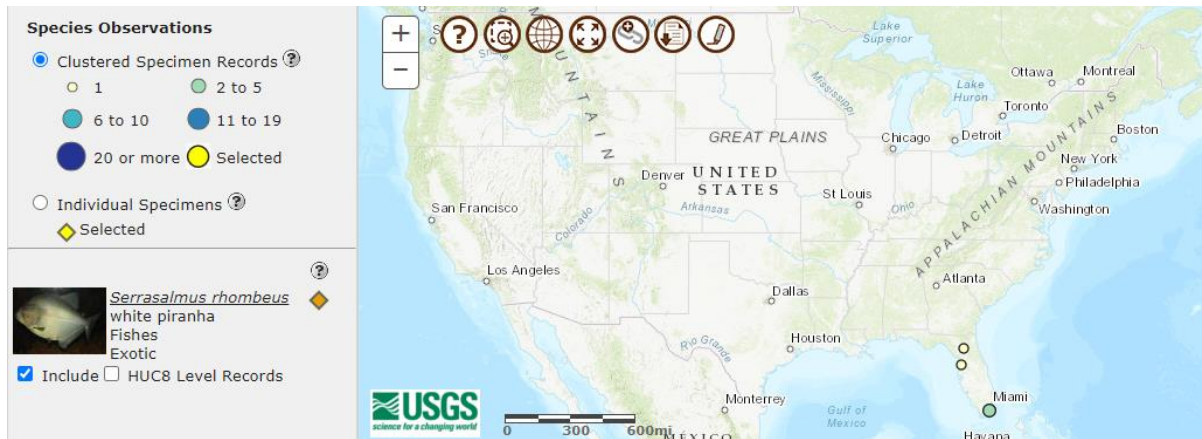 Species Observations
Clustered Specimen Records ?
1
2 to 5
6 to 10
11 to 19
20 or more
Selected
Individual Specimens ?
Selected
?
Serrasalmus rhombeus
white piranha
Fishes
Exotic
Include
HUC8 Level Records
+
−
?
Lake
Superior
Ottawa
Montreal
Lake
Huron
Toronto
MOUNTAINS
Mississippi
GREAT PLAINS
Chicago
Detroit
Boston
New York
Philadelphia
Denver
UNITED
STATES
St Louis
Ohio
Washington
APPALACHIAN MOUNTAINS
San Francisco
Colorado
Arkansas
Los Angeles
Atlanta
Dallas
Rio Grande
Houston
Miami
Monterrey
Gulf of
Mexico
Havana
MÉXICO
USGS
science for a changing world
0
300
600mi